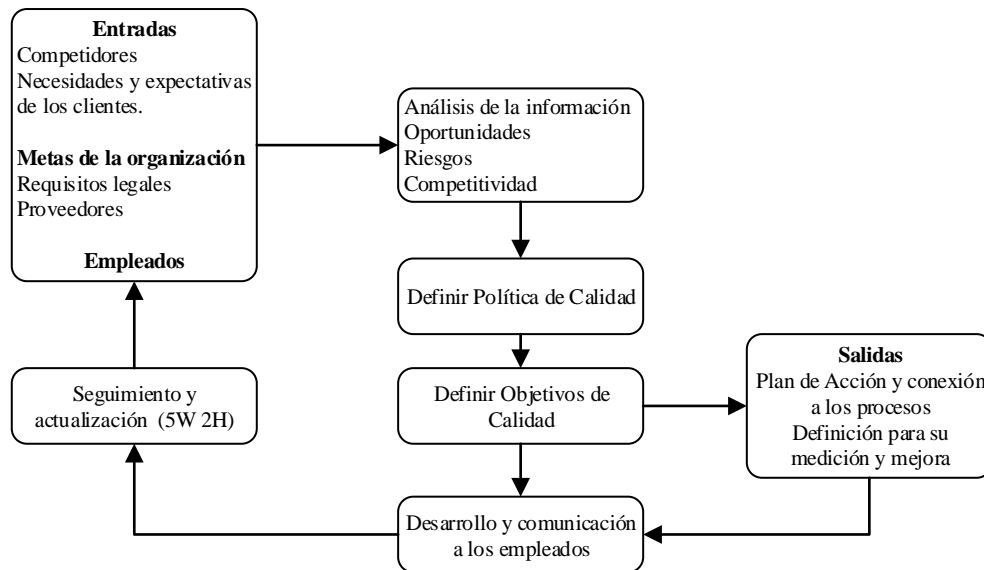 Entradas
Competidores
Necesidades y expectativas
de los clientes.
Metas de la organización
Requisitos legales
Proveedores
Empleados
Análisis de la información
Oportunidades
Riesgos
Competitividad
Definir Política de Calidad
Definir Objetivos de
Calidad
Salidas
Plan de Acción y conexión
a los procesos
Definición para su
medición y mejora
Desarrollo y comunicación
a los empleados
Seguimiento y
actualización (5W 2H)